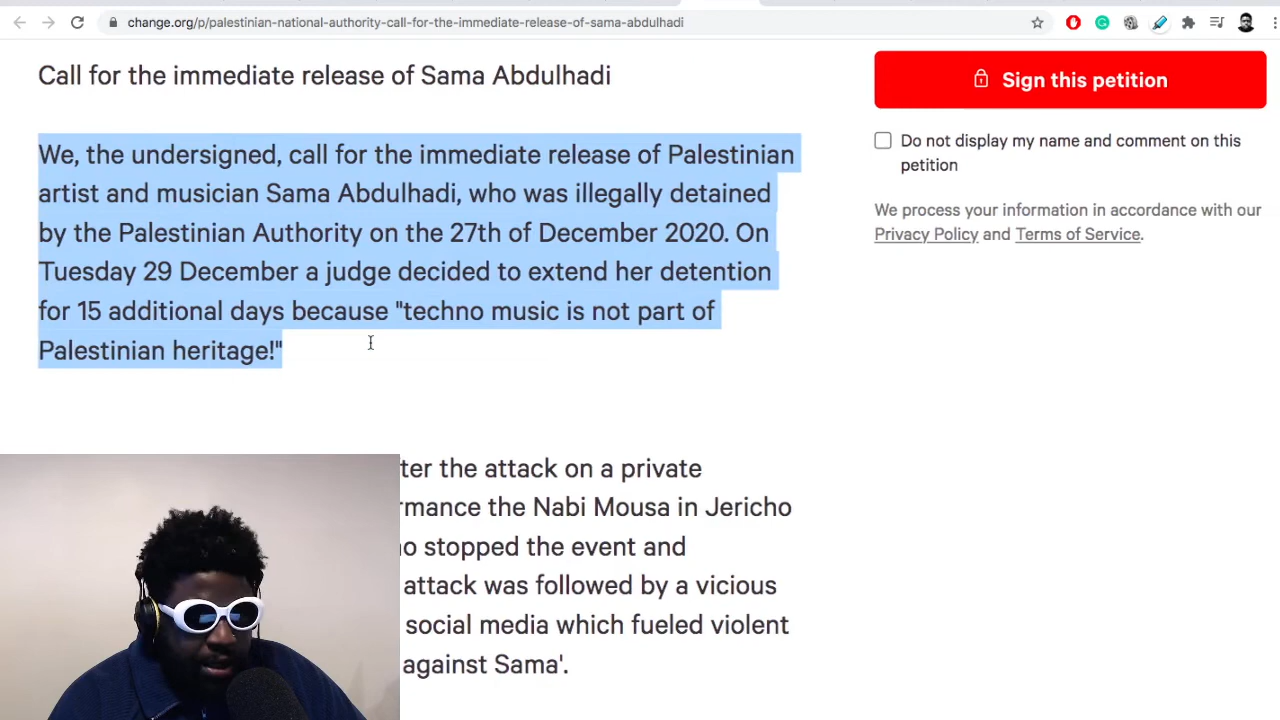 change.org/p/palestinian-national-authority-call-for-the-immediate-release-of-sama-abdulhadi
Call for the immediate release of Sama Abdulhadi
We, the undersigned, call for the immediate release of Palestinian
artist and musician Sama Abdulhadi, who was illegally detained
by the Palestinian Authority on the 27th of December 2020. On
Tuesday 29 December a judge decided to extend her detention
for 15 additional days because "techno music is not part of
Palestinian heritage!"
ter the attack on a private
rmance the Nabi Mousa in Jericho
o stopped the event and
attack was followed by a vicious
social media which fueled violent
against Sama'.
Sign this petition
Do not display my name and comment on this
petition
We process your information in accordance with our
Privacy Policy and Terms of Service.